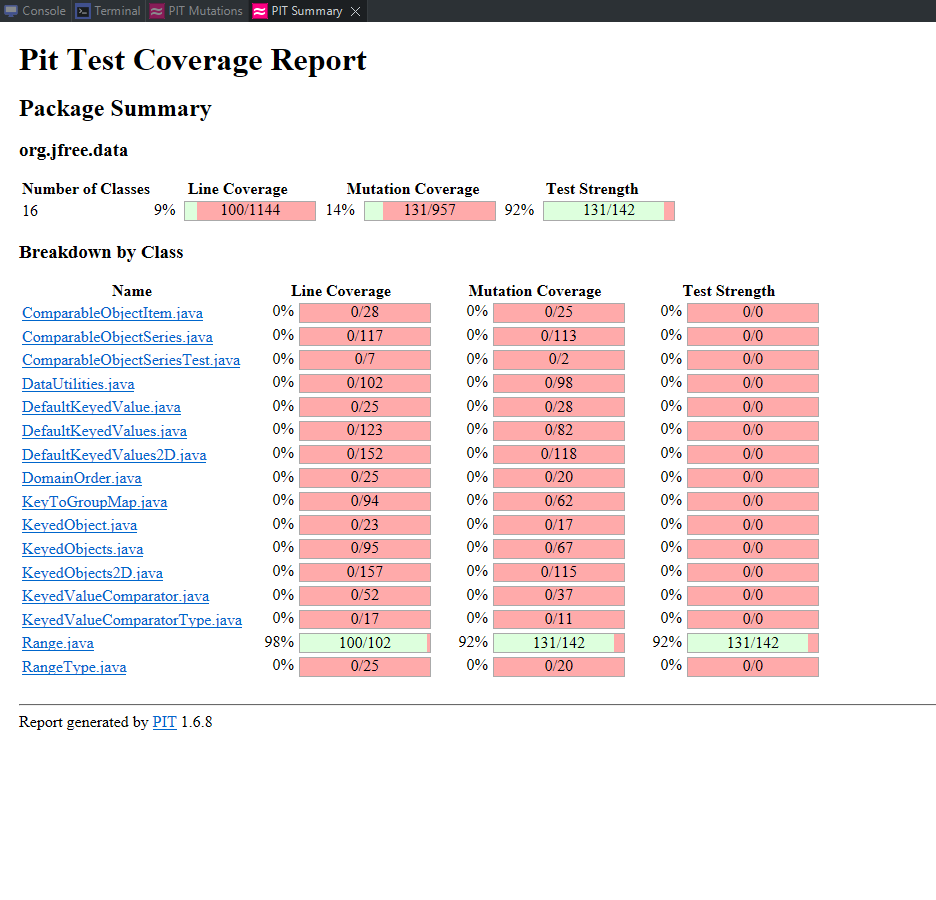 Console Terminal PIT Mutations PIT Summary
Pit Test Coverage Report
Package Summary
org.jfree.data
Number of Classes Line Coverage Mutation Coverage Test Strength
16 9% 100/1144 14% 131/957 92% 131/142
Breakdown by Class
Name Line Coverage Mutation Coverage Test Strength
ComparableObjectItem.java 0% 0/28 0% 0/25 0% 0/0
ComparableObjectSeries.java 0% 0/117 0% 0/113 0% 0/0
ComparableObjectSeriesTest.java 0% 0/7 0% 0/2 0% 0/0
DataUtilities.java 0% 0/102 0% 0/98 0% 0/0
DefaultKeyedValue.java 0% 0/25 0% 0/28 0% 0/0
DefaultKeyedValues.java 0% 0/123 0% 0/82 0% 0/0
DefaultKeyedValues2D.java 0% 0/152 0% 0/118 0% 0/0
DomainOrder.java 0% 0/25 0% 0/20 0% 0/0
KeyToGroupMap.java 0% 0/94 0% 0/62 0% 0/0
KeyedObject.java 0% 0/23 0% 0/17 0% 0/0
KeyedObjects.java 0% 0/95 0% 0/67 0% 0/0
KeyedObjects2D.java 0% 0/157 0% 0/115 0% 0/0
KeyedValueComparator.java 0% 0/52 0% 0/37 0% 0/0
KeyedValueComparatorType.java 0% 0/17 0% 0/11 0% 0/0
Range.java 98% 100/102 92% 131/142 92% 131/142
RangeType.java 0% 0/25 0% 0/20 0% 0/0
Report generated by PIT 1.6.8